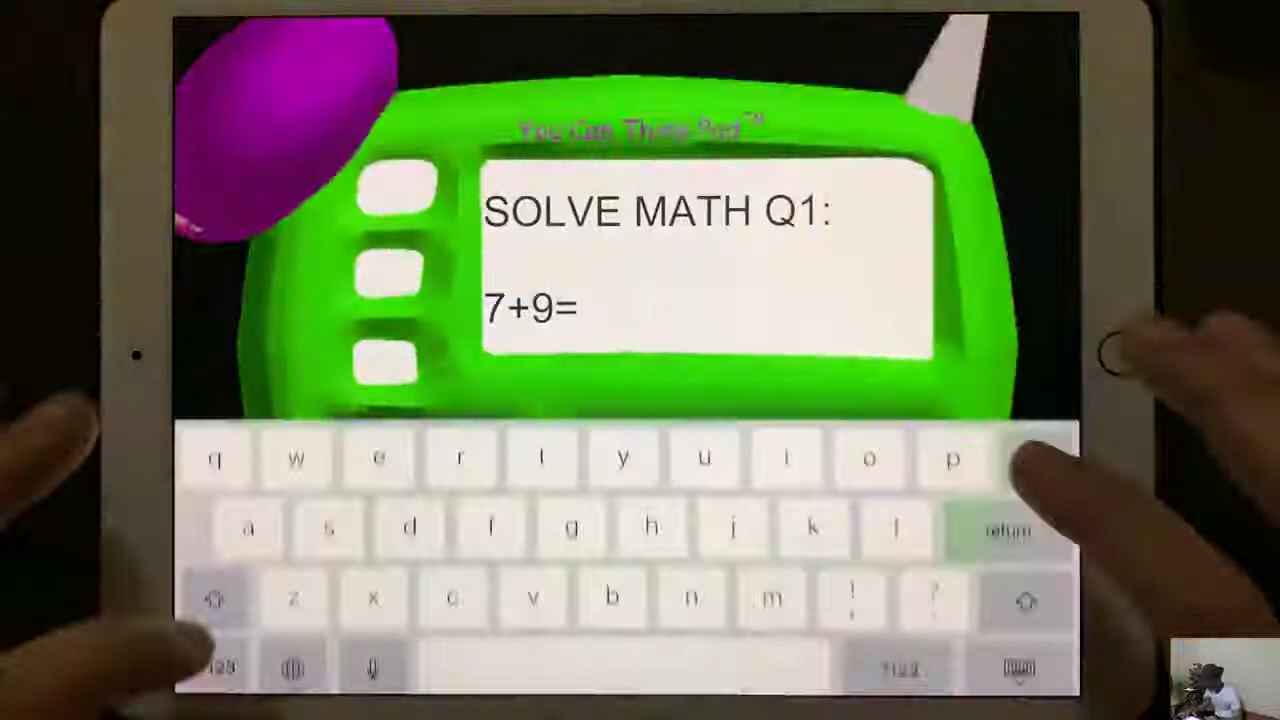 You Can Think Pad™
SOLVE MATH Q1:
7+9=
q w e r t y u i o p
a s d f g h j k l return
z x c v b n m ! , ? .
.?123 .?123